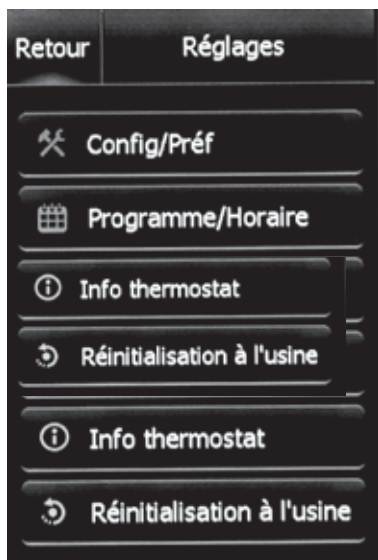 Retour Réglages
Config/Préf
Programme/Horaire
Info thermostat
Réinitialisation à l'usine
Info thermostat
Réinitialisation à l'usine